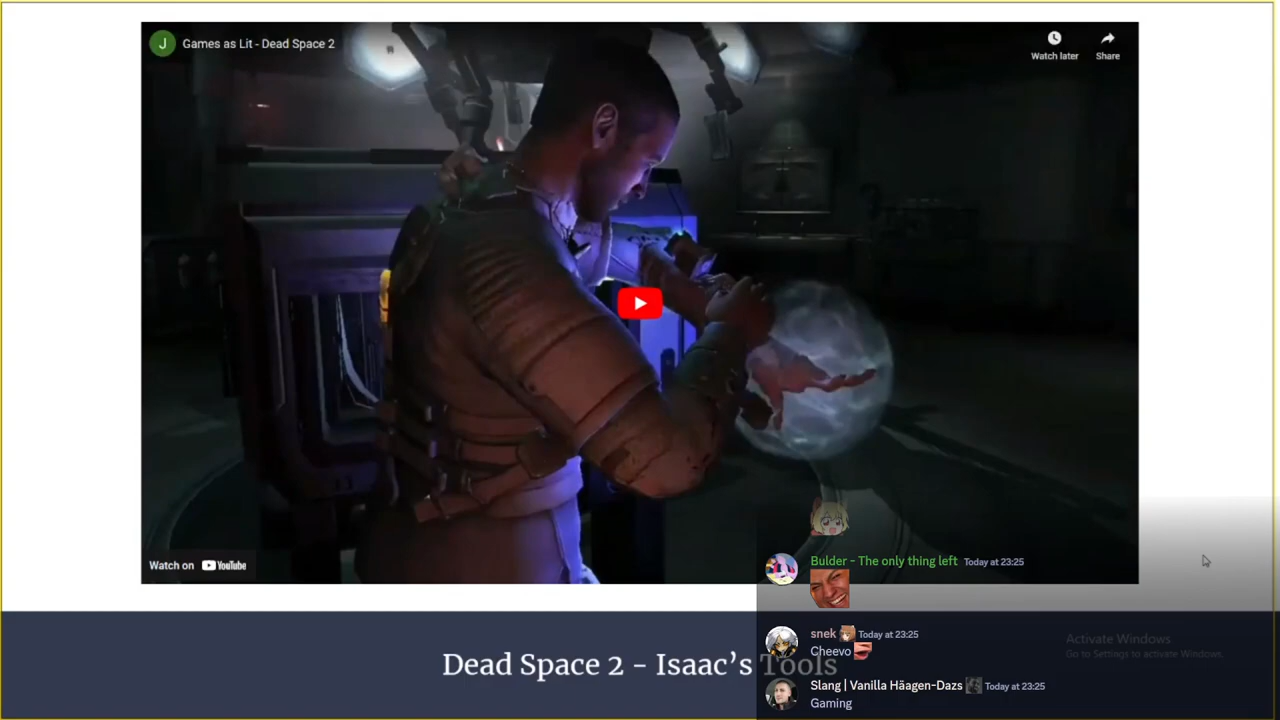 J
Games as Lit - Dead Space 2
Watch later
Share
Watch on YouTube
Bulder - The only thing left Today at 23:25
snek Today at 23:25
Cheevo
Activate Windows
Go to Settings to activate Windows.
Dead Space 2 - Isaac's Tools
Slang | Vanilla Häagen-Dazs Today at 23:25
Gaming